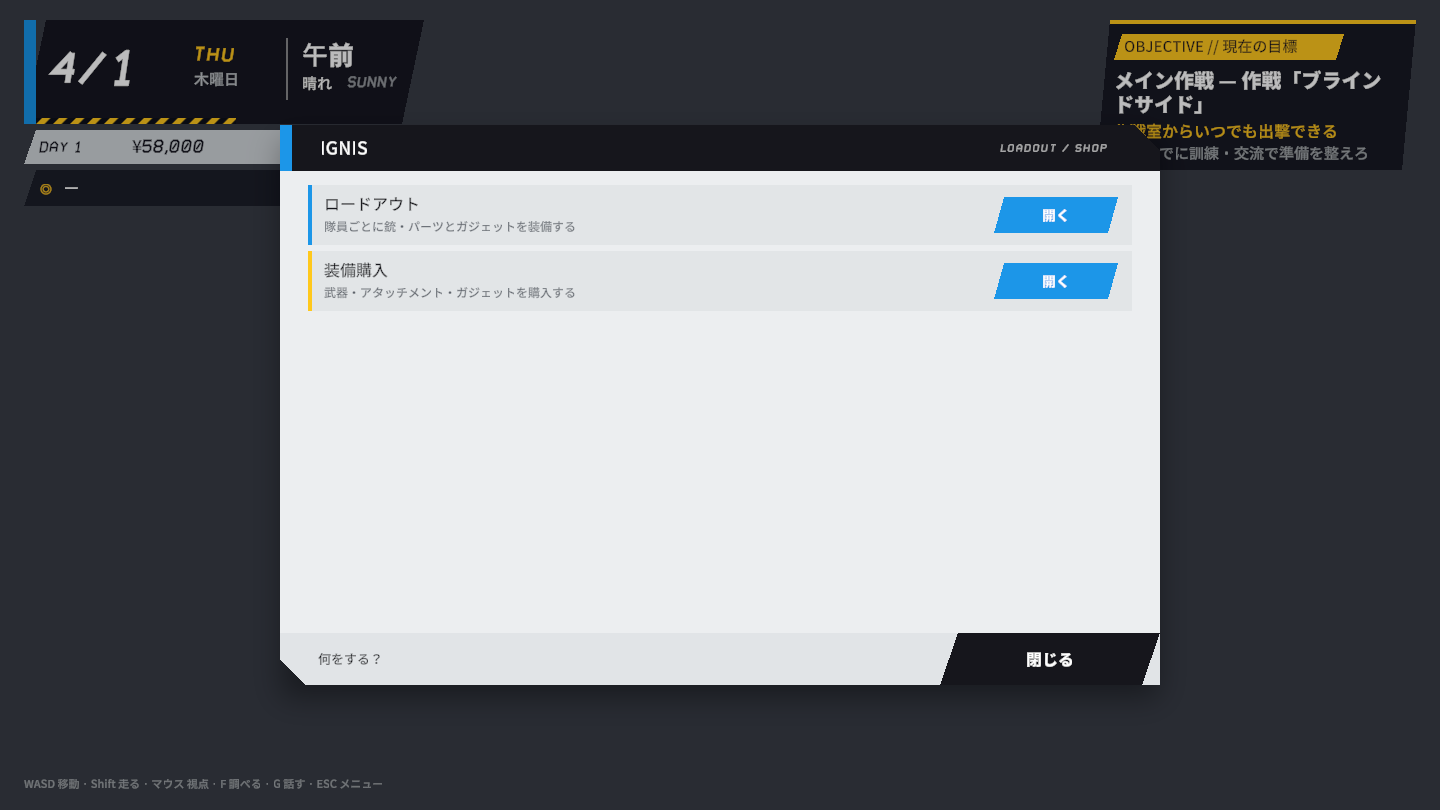 4/1
THU
木曜日
午前
晴れ SUNNY
DAY 1 ¥58,000
—
OBJECTIVE // 現在の目標
メイン作戦 — 作戦「ブライン
ドサイド」
戦室からいつでも出撃できる
でに訓練・交流で準備を整えろ
IGNIS
LOADOUT / SHOP
ロードアウト
隊員ごとに銃・パーツとガジェットを装備する
開く
装備購入
武器・アタッチメント・ガジェットを購入する
開く
何をする？
閉じる
WASD 移動 · Shift 走る · マウス 視点 · F 調べる · G 話す · ESC メニュー